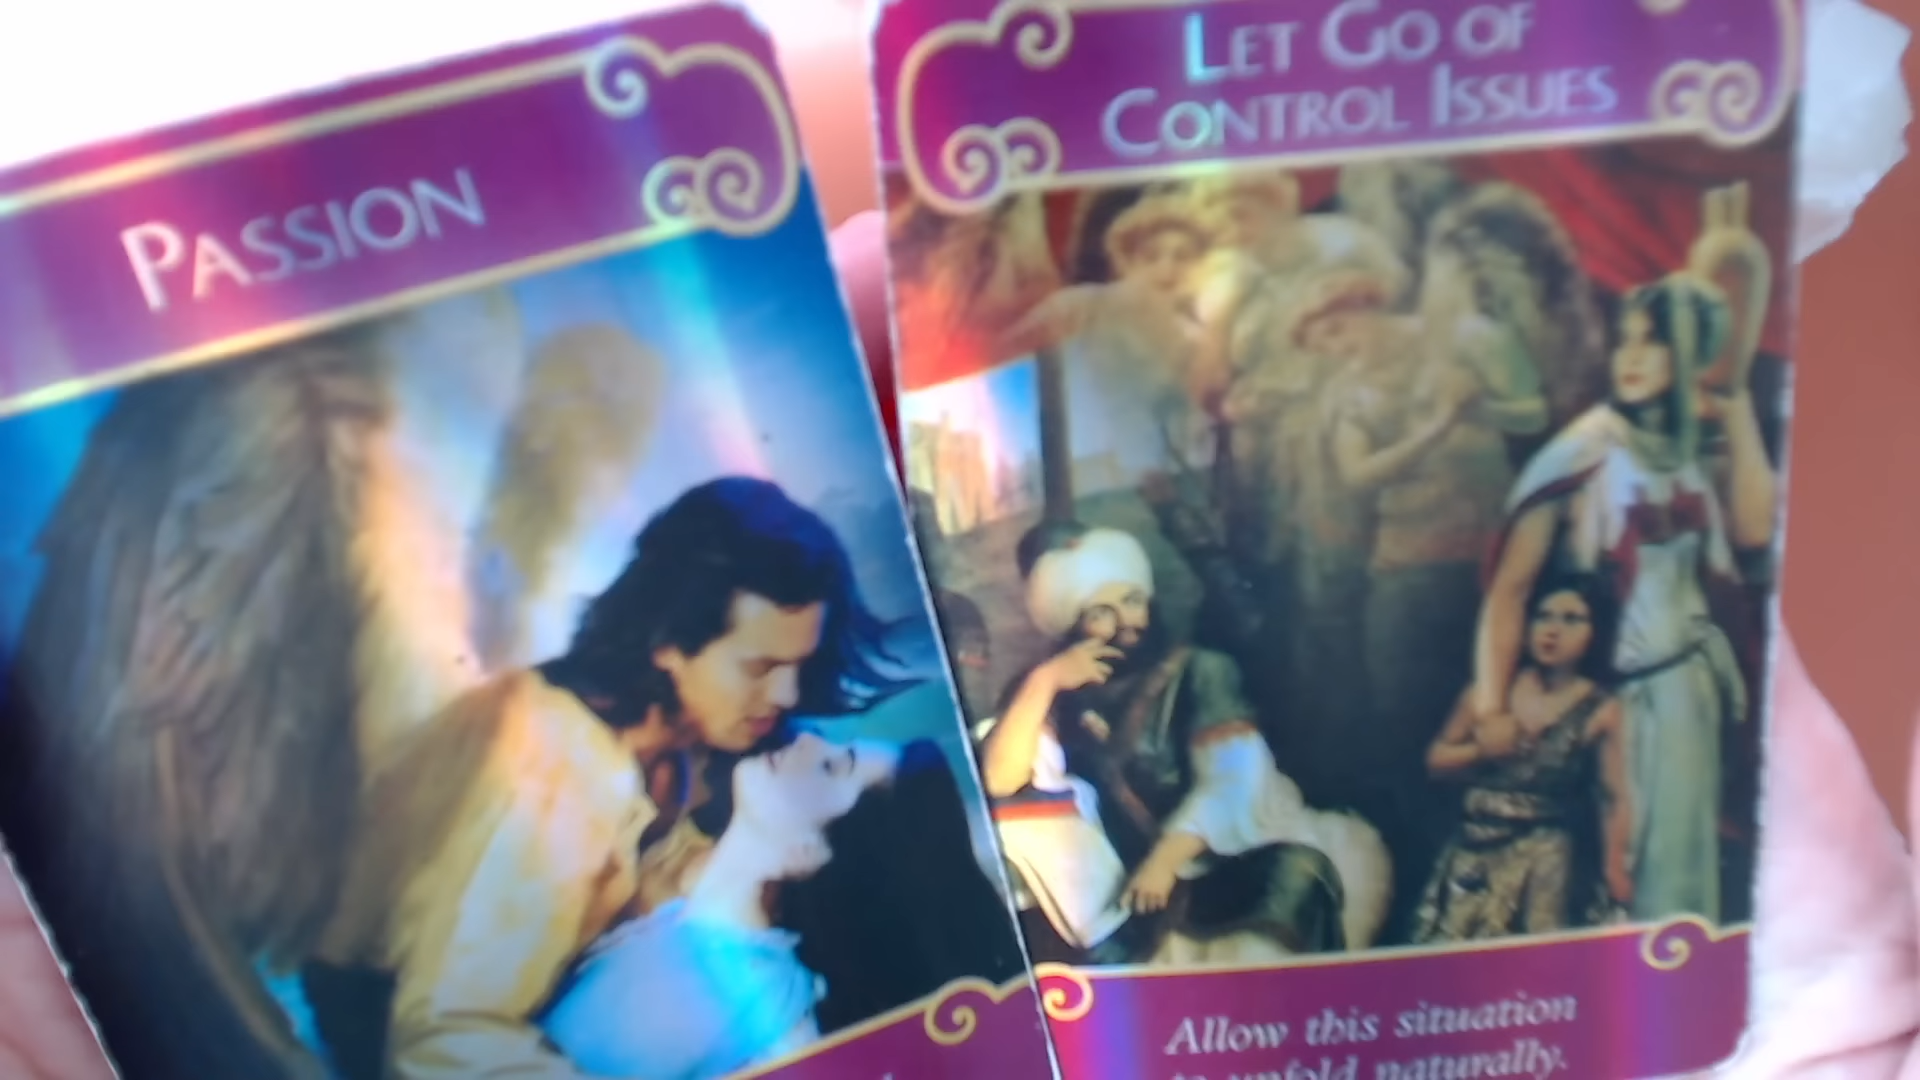 PASSION
LET GO OF
CONTROL ISSUES
Allow this situation
to unfold naturally.